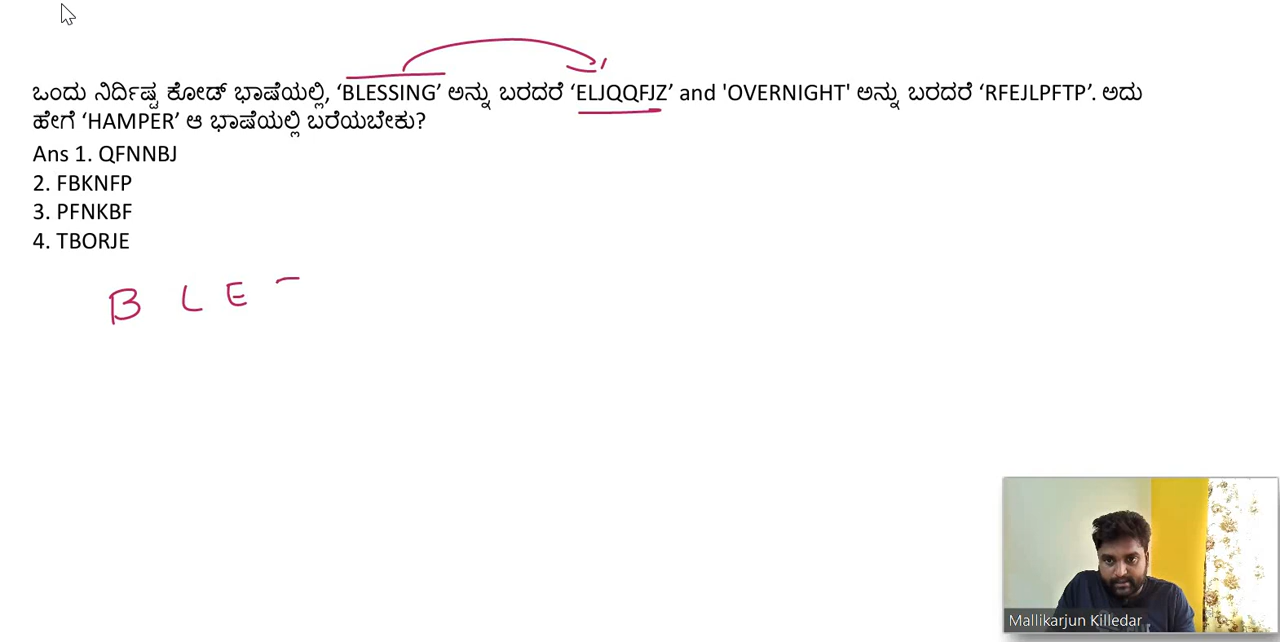 ಒಂದು ನಿರ್ದಿಷ್ಟ ಕೋಡ್ ಭಾಷೆಯಲ್ಲಿ, ‘BLESSING’ ಅನ್ನು ಬರದರೆ ‘ELJQQFJZ’ and 'OVERNIGHT' ಅನ್ನು ಬರದರೆ ‘RFEJLPFTP’. ಅದು
ಹೇಗೆ ‘HAMPER’ ಆ ಭಾಷೆಯಲ್ಲಿ ಬರೆಯಬೇಕು?
Ans 1. QFNNBJ
2. FBKNFP
3. PFNKBF
4. TBORJE
B L E
Mallikarjun Killedar